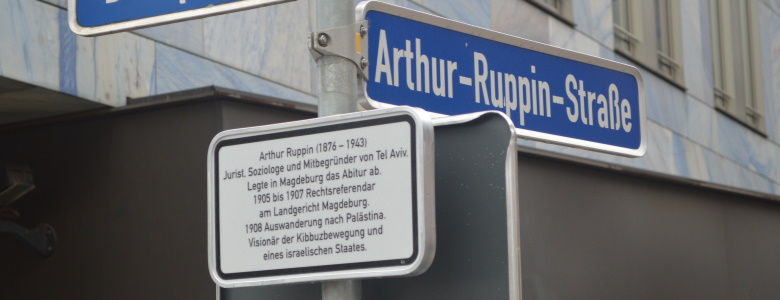 Arthur-Ruppin-Straße
Arthur Ruppin (1876 – 1943)
Jurist, Soziologe und Mitbegründer von Tel Aviv.
Legte in Magdeburg das Abitur ab.
1905 bis 1907 Rechtsreferendar
am Landgericht Magdeburg.
1908 Auswanderung nach Palästina.
Visionär der Kibbuzbewegung und
eines israelischen Staates.